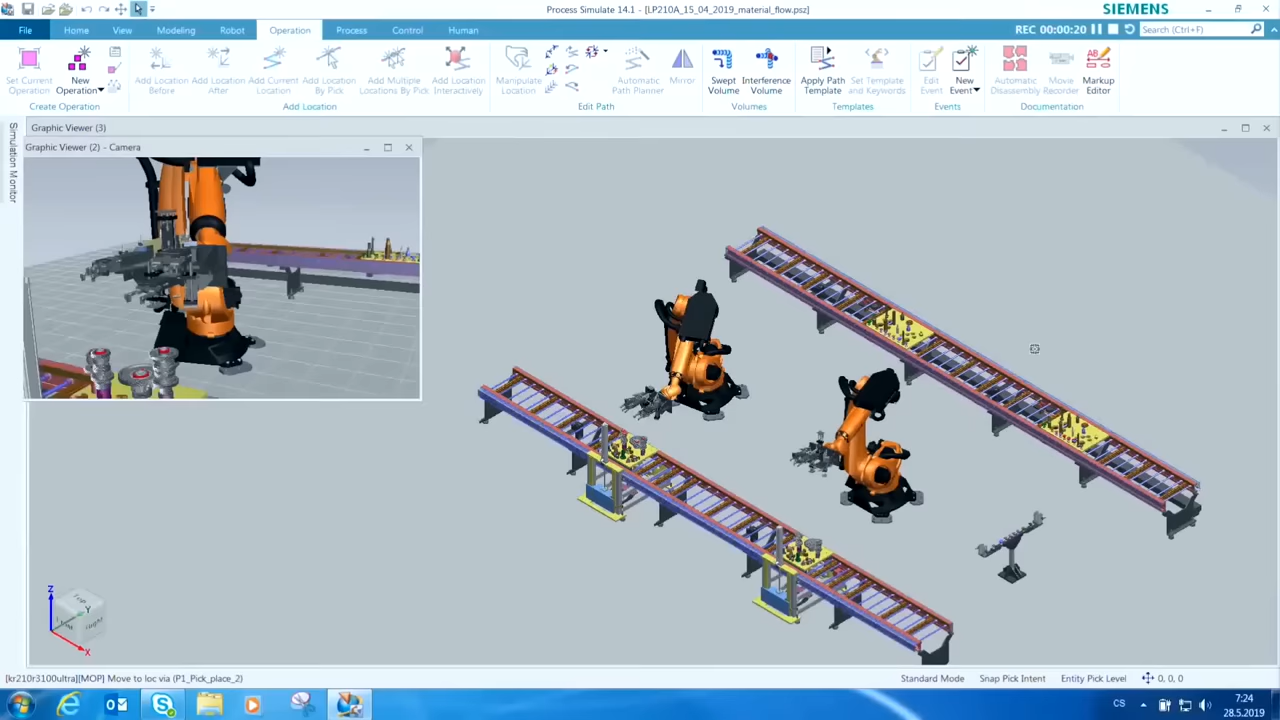 Process Simulate 14.1 - [LP210A_15_04_2019_material_flow.psz]
SIEMENS
File Home View Modeling Robot Operation Process Control Human
REC 00:00:20
Search (Ctrl+F)
Set Current Operation
New Operation
Add Location Before
Add Location After
Add Current Location
Add Location By Pick
Add Multiple Locations By Pick
Add Location Interactively
Manipulate Location
Automatic Path Planner
Mirror
Swept Volume
Interference Volume
Apply Path Template
Set Template and Keywords
Edit Event
New Event
Automatic Disassembly
Movie Recorder
Markup Editor
Create Operation
Add Location
Edit Path
Volumes
Templates
Events
Documentation
Simulation Monitor
Graphic Viewer (3)
Graphic Viewer (2) - Camera
Z
Y
X
[kr210r3100ultra][MOP] Move to loc via (P1_Pick_place_2)
Standard Mode
Snap Pick Intent
Entity Pick Level
0, 0, 0
CS
7:24
28.5.2019